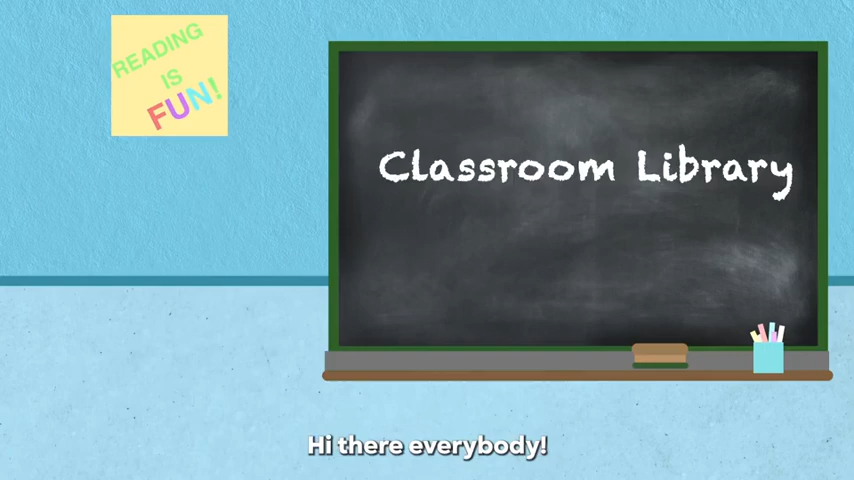 READING
IS
FUN!
Classroom Library
Hi there everybody!